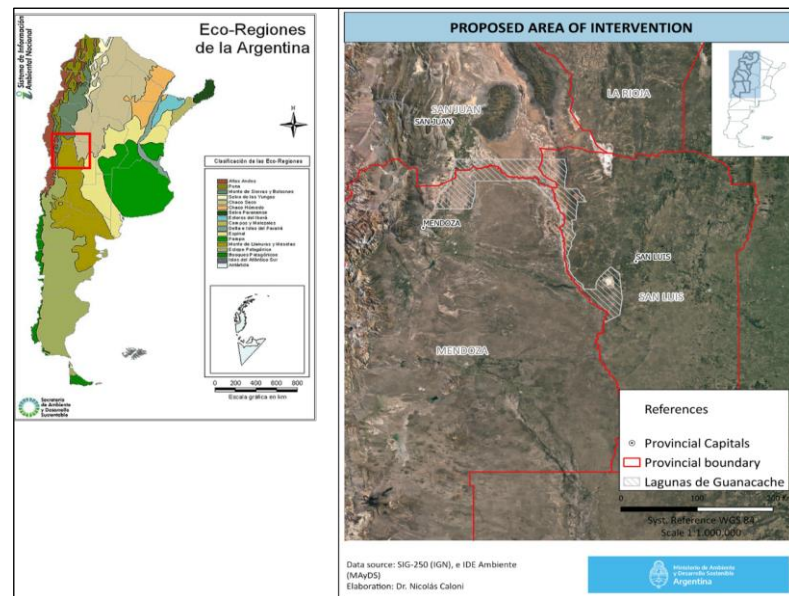 Sistema de Información
Ambiental Nacional
Eco-Regiones
de la Argentina
N
Clasificación de las Eco-Regiones
Altos Andes
Puna
Monte de Sierras y Bolsones
Selva de las Yungas
Chaco Seco
Chaco Húmedo
Selva Paranaense
Esteros del Iberá
Campos y Malezales
Delta e Islas del Paraná
Espinal
Pampa
Monte de Llanuras y Mesetas
Estepa Patagónica
Bosques Patagónicos
Islas del Atlántico Sur
Antártida
0 200 400 600 800
Escala gráfica en km
Secretaría
de Ambiente
y Desarrollo
Sustentable
PROPOSED AREA OF INTERVENTION
SAN JUAN
SAN JUAN
LA RIOJA
MENDOZA
SAN LUIS
SAN LUIS
MENDOZA
References
Provincial Capitals
Provincial boundary
Lagunas de Guanacache
0 100 200
Syst. Reference WGS 84
Scale 1:1.000.000
Data source: SIG-250 (IGN), e IDE Ambiente
(MAyDS)
Elaboration: Dr. Nicolás Caloni
Ministerio de Ambiente
y Desarrollo Sostenible
Argentina